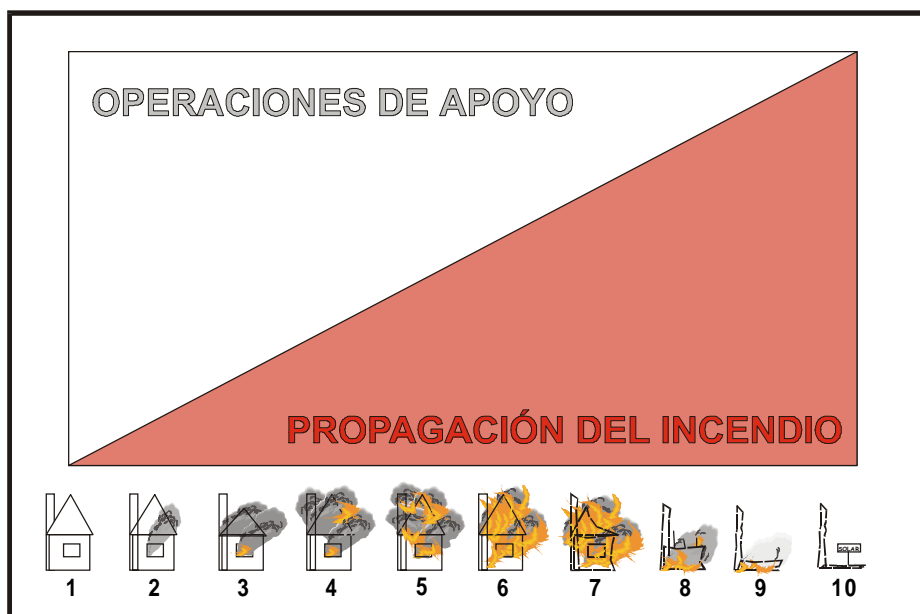 OPERACIONES DE APOYO
PROPAGACIÓN DEL INCENDIO
SOLAR
1 2 3 4 5 6 7 8 9 10